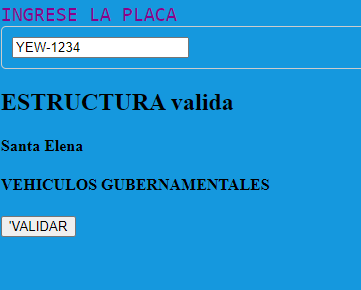 INGRESE LA PLACA
YEW-1234
ESTRUCTURA valida
Santa Elena
VEHICULOS GUBERNAMENTALES
'VALIDAR